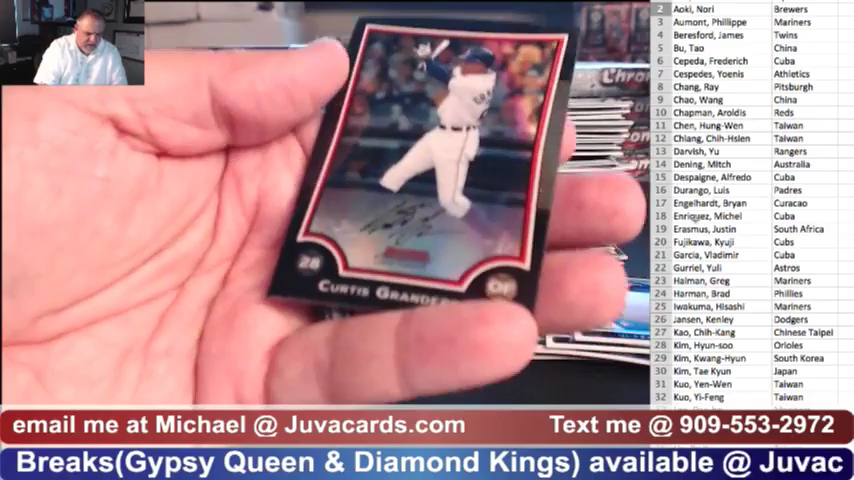 Chrom
28
CURTIS GRANDERS
OF
2 Aoki, Nori Brewers
3 Aumont, Phillippe Mariners
4 Beresford, James Twins
5 Bu, Tao China
6 Cepeda, Frederich Cuba
7 Cespedes, Yoenis Athletics
8 Chang, Ray Pitsburgh
9 Chao, Wang China
10 Chapman, Aroldis Reds
11 Chen, Hung-Wen Taiwan
12 Chiang, Chih-Hsien Taiwan
13 Darvish, Yu Rangers
14 Dening, Mitch Australia
15 Despaigne, Alfredo Cuba
16 Durango, Luis Padres
17 Engelhardt, Bryan Curacao
18 Enriquez, Michel Cuba
19 Erasmus, Justin South Africa
20 Fujikawa, Kyuji Cubs
21 Garcia, Vladimir Cuba
22 Gurriel, Yuli Astros
23 Halman, Greg Mariners
24 Harman, Brad Phillies
25 Iwakuma, Hisashi Mariners
26 Jansen, Kenley Dodgers
27 Kao, Chih-Kang Chinese Taipel
28 Kim, Hyun-soo Orioles
29 Kim, Kwang-Hyun South Korea
30 Kim, Tae Kyun Japan
31 Kuo, Yen-Wen Taiwan
32 Kuo, Yi-Feng Taiwan
email me at Michael @ Juvacards.com Text me @ 909-553-2972
Breaks(Gypsy Queen & Diamond Kings) available @ Juvac